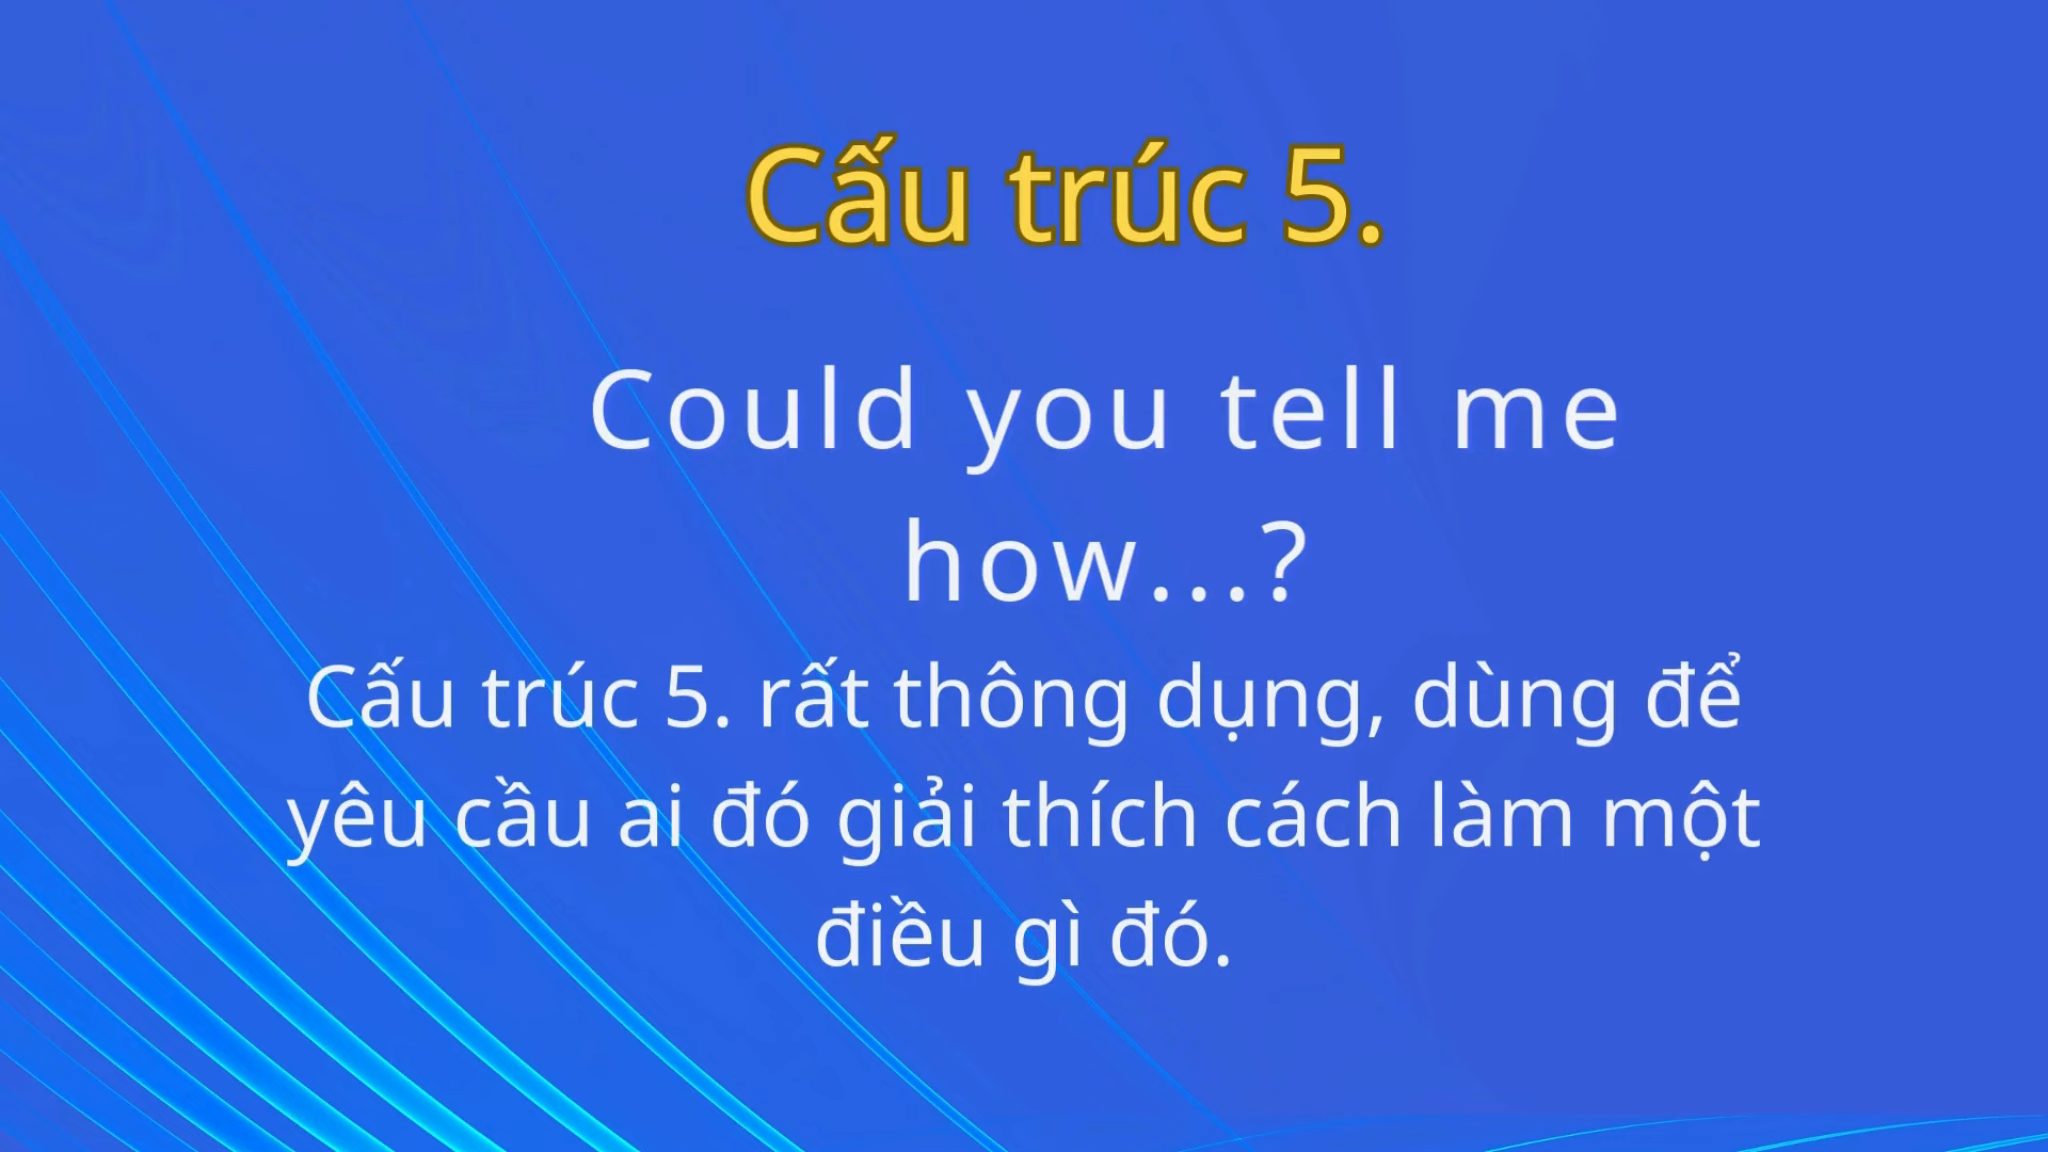 Cấu trúc 5.
Could you tell me
how...?
Cấu trúc 5. rất thông dụng, dùng để
yêu cầu ai đó giải thích cách làm một
điều gì đó.